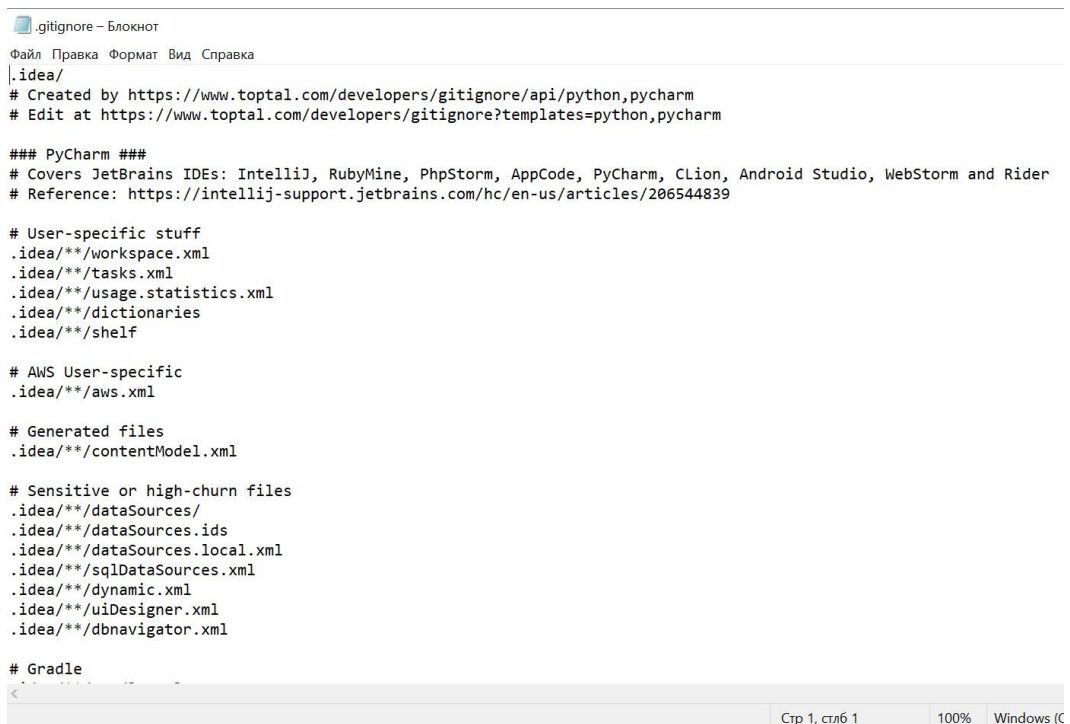 .gitignore – Блокнот
Файл Правка Формат Вид Справка
.idea/
# Created by https://www.toptal.com/developers/gitignore/api/python,pycharm
# Edit at https://www.toptal.com/developers/gitignore?templates=python,pycharm
### PyCharm ###
# Covers JetBrains IDEs: IntelliJ, RubyMine, PhpStorm, AppCode, PyCharm, CLion, Android Studio, WebStorm and Rider
# Reference: https://intellij-support.jetbrains.com/hc/en-us/articles/206544839
# User-specific stuff
.idea/**/workspace.xml
.idea/**/tasks.xml
.idea/**/usage.statistics.xml
.idea/**/dictionaries
.idea/**/shelf
# AWS User-specific
.idea/**/aws.xml
# Generated files
.idea/**/contentModel.xml
# Sensitive or high-churn files
.idea/**/dataSources/
.idea/**/dataSources.ids
.idea/**/dataSources.local.xml
.idea/**/sqlDataSources.xml
.idea/**/dynamic.xml
.idea/**/uiDesigner.xml
.idea/**/dbnavigator.xml
# Gradle
Стр 1, стлб 1 100% Windows (C